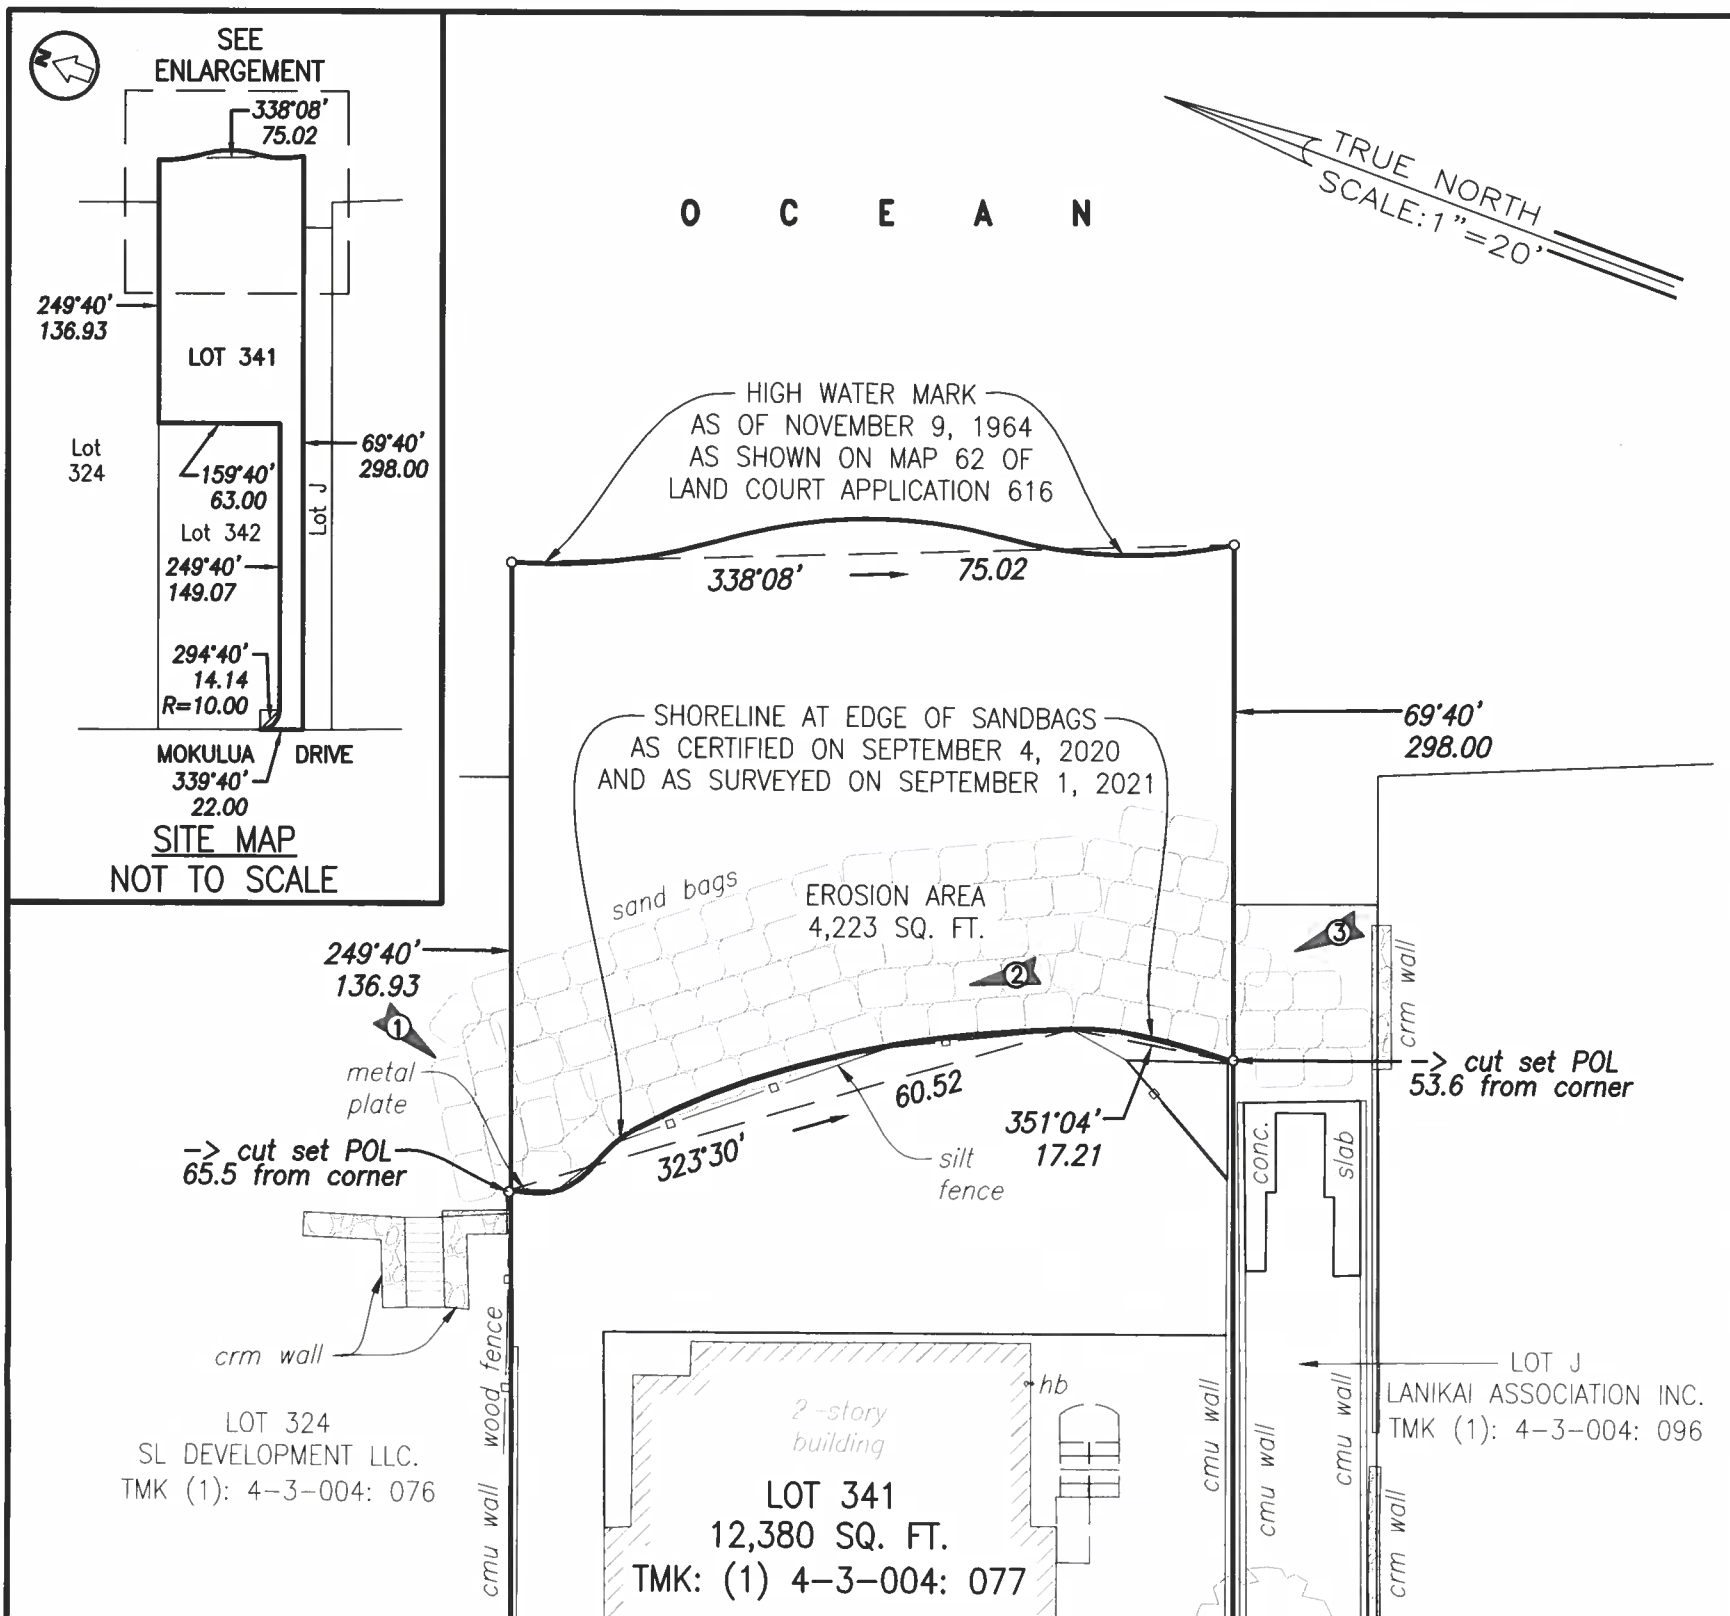 N
SEE
ENLARGEMENT
338°08'
75.02
249°40'
136.93
LOT 341
Lot
324
69°40'
298.00
159°40'
63.00
Lot J
Lot 342
249°40'
149.07
294°40'
14.14
R=10.00
MOKULUA DRIVE
339°40'
22.00
SITE MAP
NOT TO SCALE
TRUE NORTH
SCALE: 1"=20'
O C E A N
HIGH WATER MARK
AS OF NOVEMBER 9, 1964
AS SHOWN ON MAP 62 OF
LAND COURT APPLICATION 616
338°08' 75.02
SHORELINE AT EDGE OF SANDBAGS
AS CERTIFIED ON SEPTEMBER 4, 2020
AND AS SURVEYED ON SEPTEMBER 1, 2021
69°40'
298.00
sand bags
EROSION AREA
4,223 SQ. FT.
249°40'
136.93
1
2
3
crm wall
metal
plate
-> cut set POL
65.5 from corner
-> cut set POL
53.6 from corner
323°30' 60.52
351°04'
17.21
silt
fence
conc.
slab
crm wall
wood fence
cmu wall
LOT 324
SL DEVELOPMENT LLC.
TMK (1): 4-3-004: 076
2-story
building
hb
LOT 341
12,380 SQ. FT.
TMK: (1) 4-3-004: 077
cmu wall
cmu wall
cmu wall
crm wall
LOT J
LANIKAI ASSOCIATION INC.
TMK (1): 4-3-004: 096